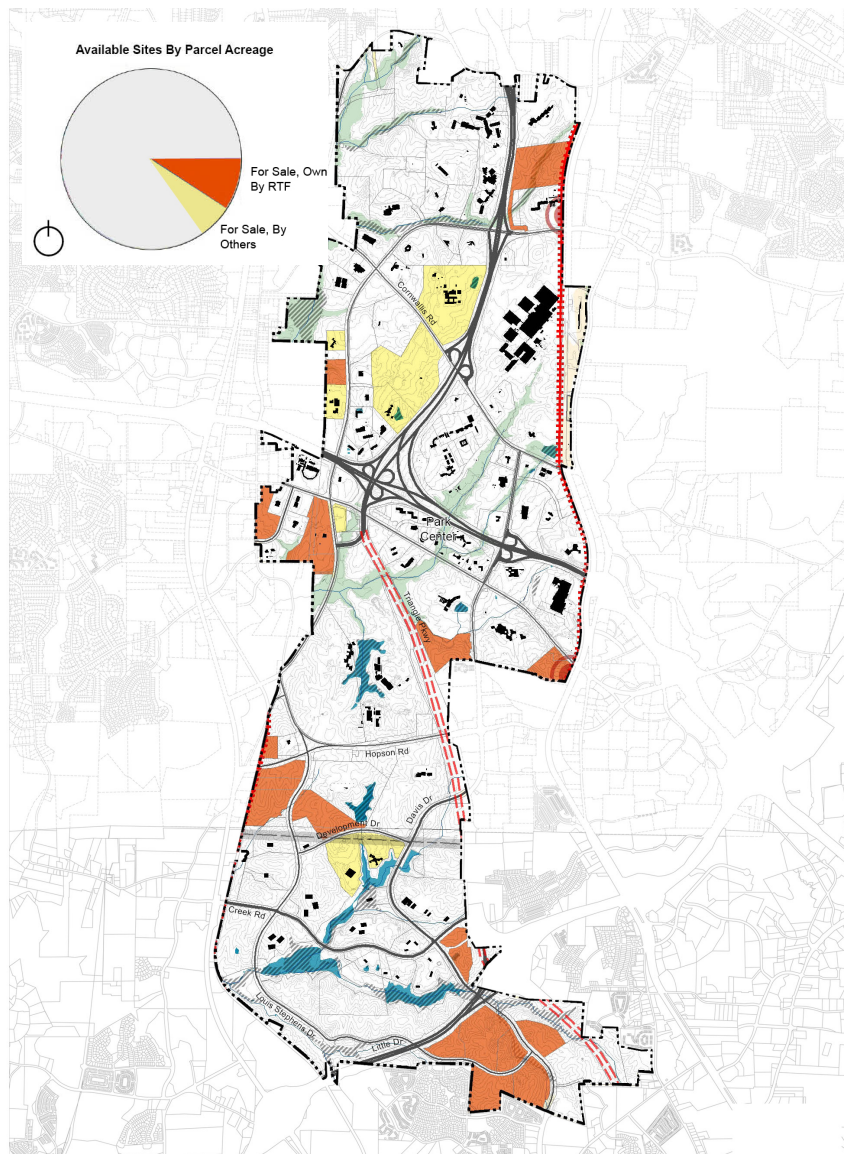 Available Sites By Parcel Acreage
For Sale, Own
By RTF
For Sale, By
Others
Cornwallis Rd
Park
Center
Triangle Pkwy
Hopson Rd
Davis Dr
Development Dr
Creek Rd
Louis Stephens Dr
Little Dr